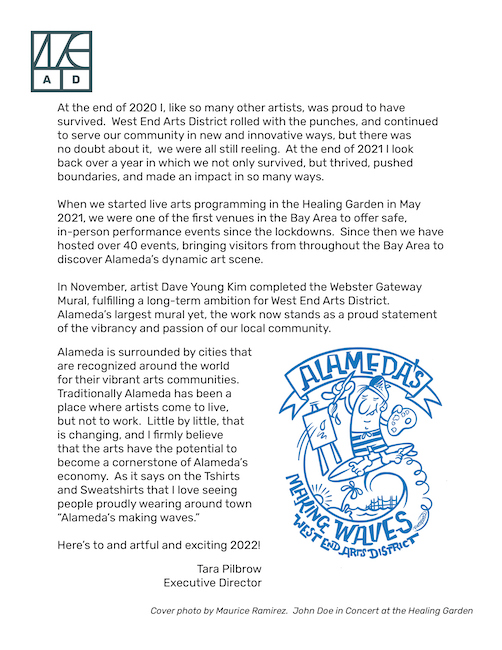 WE
A D
At the end of 2020 I, like so many other artists, was proud to have
survived.  West End Arts District rolled with the punches, and continued
to serve our community in new and innovative ways, but there was
no doubt about it,  we were all still reeling.  At the end of 2021 I look
back over a year in which we not only survived, but thrived, pushed
boundaries, and made an impact in so many ways.
When we started live arts programming in the Healing Garden in May
2021, we were one of the first venues in the Bay Area to offer safe,
in-person performance events since the lockdowns.  Since then we have
hosted over 40 events, bringing visitors from throughout the Bay Area to
discover Alameda's dynamic art scene.
In November, artist Dave Young Kim completed the Webster Gateway
Mural, fulfilling a long-term ambition for West End Arts District.
Alameda's largest mural yet, the work now stands as a proud statement
of the vibrancy and passion of our local community.
Alameda is surrounded by cities that
are recognized around the world
for their vibrant arts communities.
Traditionally Alameda has been a
place where artists come to live,
but not to work.  Little by little, that
is changing, and I firmly believe
that the arts have the potential to
become a cornerstone of Alameda's
economy.  As it says on the Tshirts
and Sweatshirts that I love seeing
people proudly wearing around town
"Alameda's making waves."
Here's to and artful and exciting 2022!
Tara Pilbrow
Executive Director
ALAMEDA'S
MAKING WAVES
WEST END ARTS DISTRICT
Cover photo by Maurice Ramirez.  John Doe in Concert at the Healing Garden